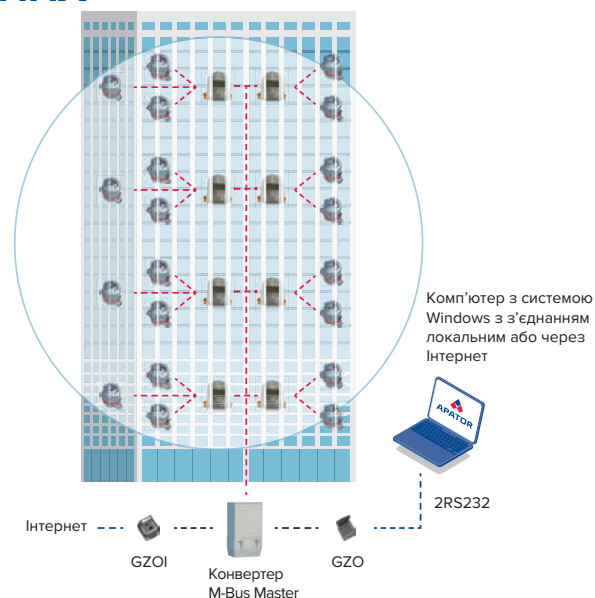 Комп’ютер з системою
Windows з з’єднанням
локальним або через
Інтернет
APATOR
2RS232
Інтернет
GZOI
GZO
Конвертер
M-Bus Master